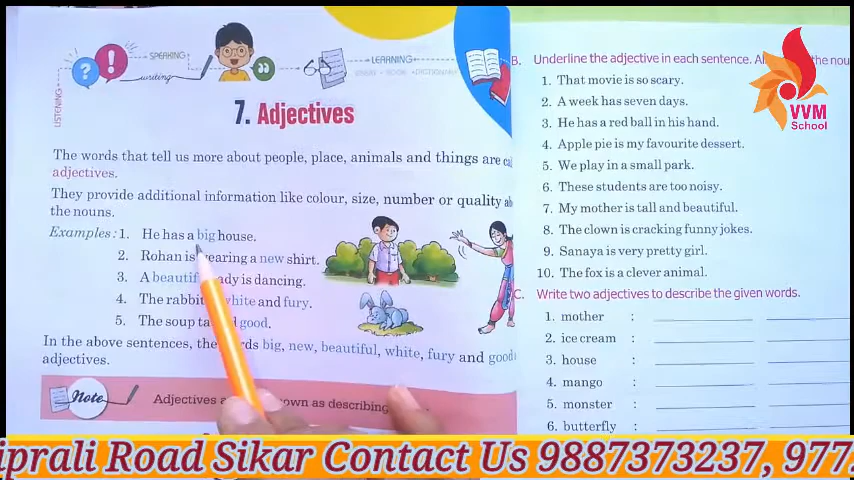 SPEAKING
writing
LISTENING
LEARNING
7. Adjectives
The words that tell us more about people, place, animals and things are
adjectives.
They provide additional information like colour, size, number or quality
the nouns.
Examples : 1. He has a big house.
2. Rohan is wearing a new shirt.
3. A beautiful lady is dancing.
4. The rabbit white and fury.
5. The soup good.
In the above sentences, the words big, new, beautiful, white, fury and good
adjectives.
Note
Adjectives known as describing
B. Underline the adjective in each sentence. the
1. That movie is so scary.
2. A week has seven days.
3. He has a red ball in his hand.
4. Apple pie is my favourite dessert.
5. We play in a small park.
6. These students are too noisy.
7. My mother is tall and beautiful.
8. The clown is cracking funny jokes.
9. Sanaya is very pretty girl.
10. The fox is a clever animal.
C. Write two adjectives to describe the given words.
1. mother :
2. ice cream :
3. house :
4. mango :
5. monster :
6. butterfly :
VVM
School
iprali Road Sikar Contact Us 9887373237, 977